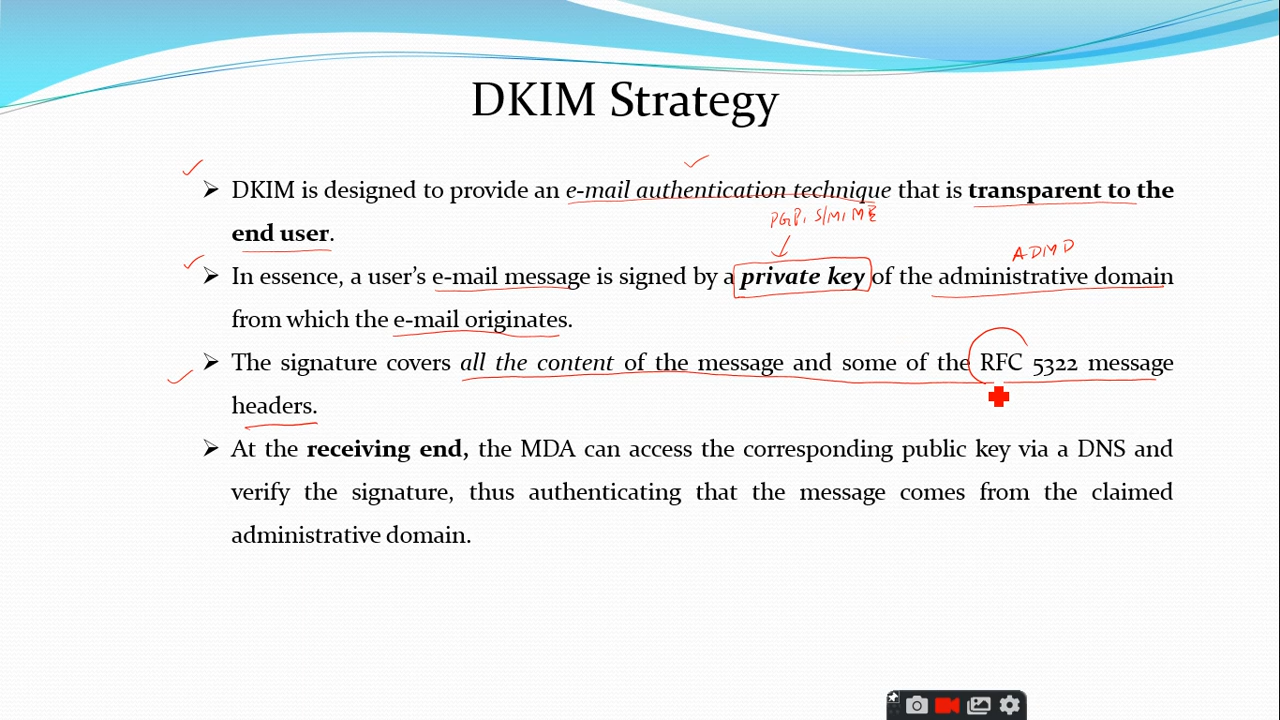 DKIM Strategy
➢ DKIM is designed to provide an e-mail authentication technique that is transparent to the
PGP, S/MIME
end user.
ADMD
➢ In essence, a user's e-mail message is signed by a private key of the administrative domain
from which the e-mail originates.
➢ The signature covers all the content of the message and some of the RFC 5322 message
headers.
➢ At the receiving end, the MDA can access the corresponding public key via a DNS and
verify the signature, thus authenticating that the message comes from the claimed
administrative domain.